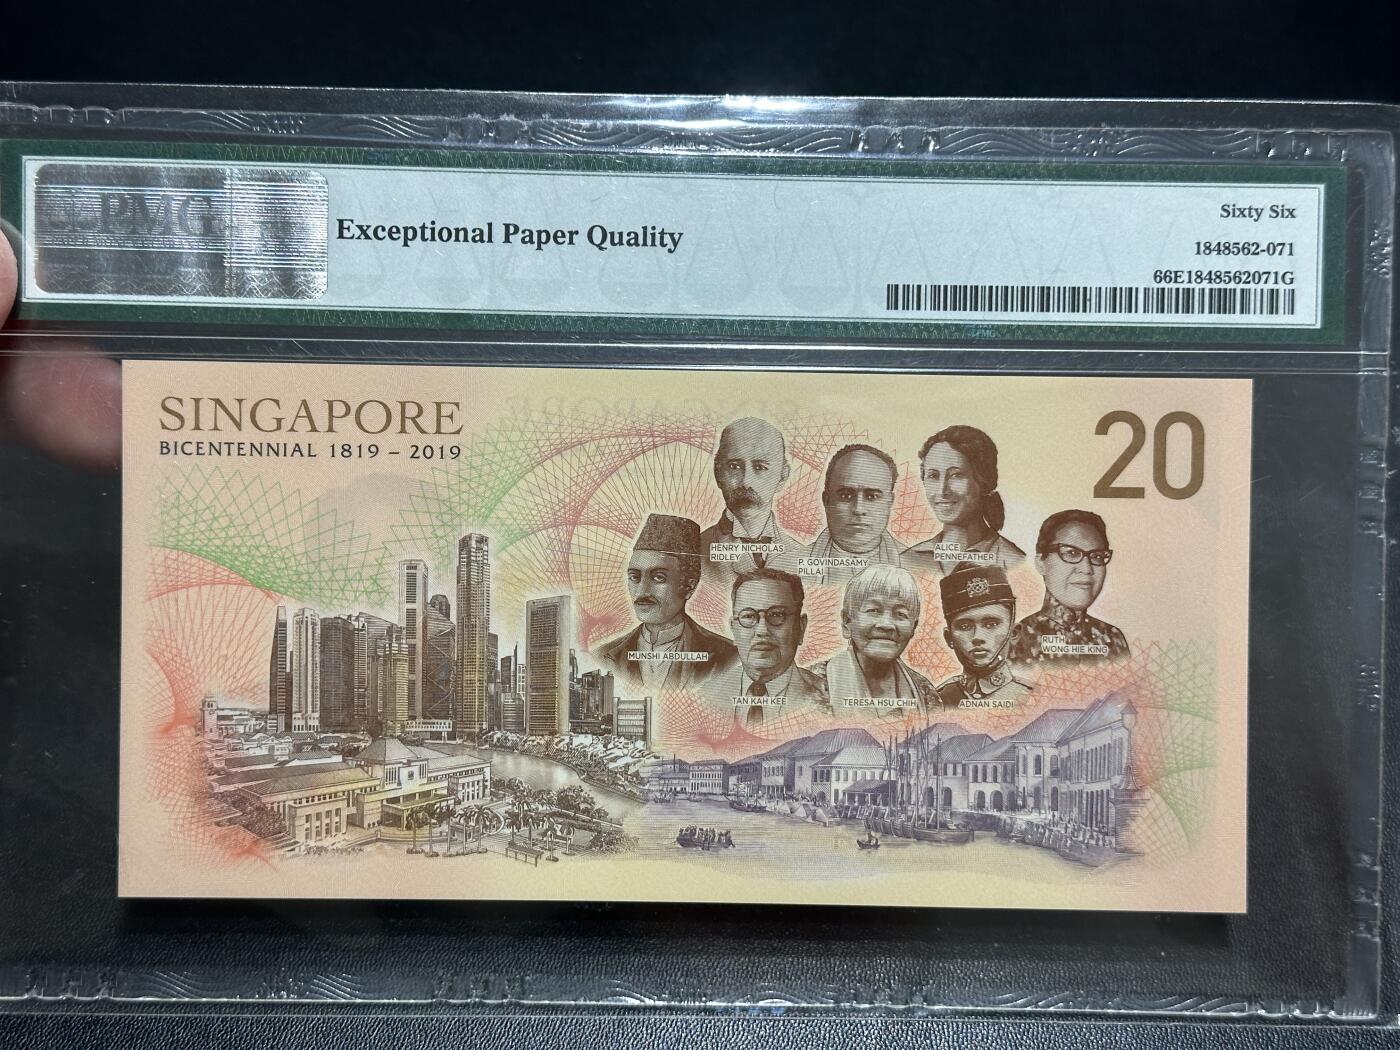 PMG
Exceptional Paper Quality
Sixty Six
1848562-071
66E1848562071G
SINGAPORE
BICENTENNIAL 1819 – 2019
20
HENRY NICHOLAS
RIDLEY
P. GOVINDASAMY
PILLAI
ALICE
PENNEFATHER
MUNSHI ABDULLAH
RUTH
WONG HIE KING
TAN KAH KEE
TERESA HSU CHIH
ADNAN SAIDI